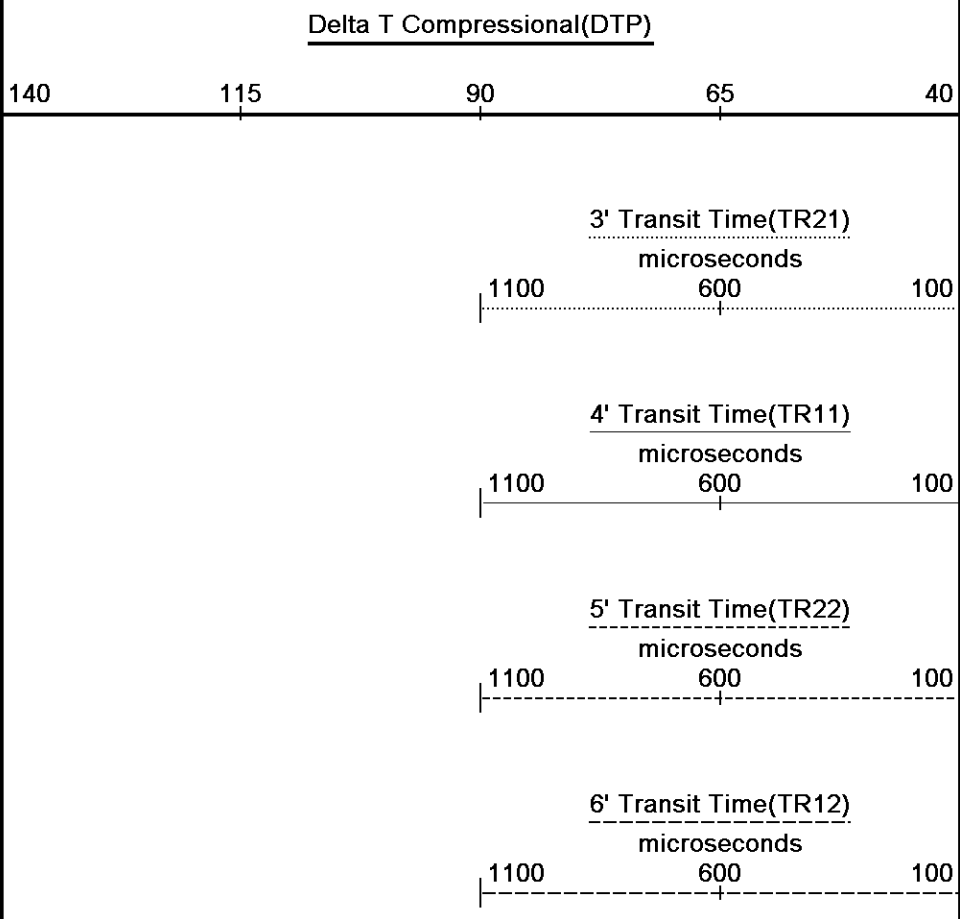 Delta T Compressional(DTP)
140 115 90 65 40
3' Transit Time(TR21)
microseconds
1100 600 100
4' Transit Time(TR11)
microseconds
1100 600 100
5' Transit Time(TR22)
microseconds
1100 600 100
6' Transit Time(TR12)
microseconds
1100 600 100